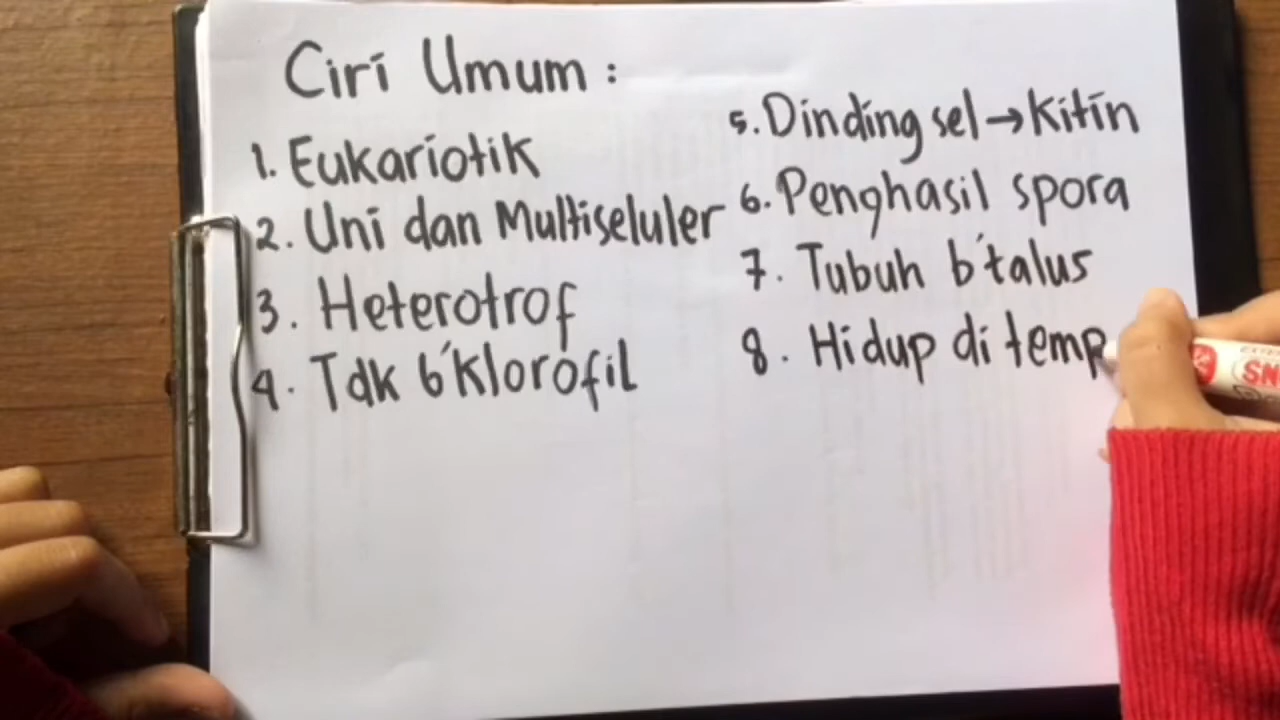 Ciri Umum :
1. Eukariotik
2. Uni dan Multiseluler
3. Heterotrof
4. Tdk b'klorofil
5. Dinding sel → Kitin
6. Penghasil spora
7. Tubuh b'talus
8. Hidup di temp
SN